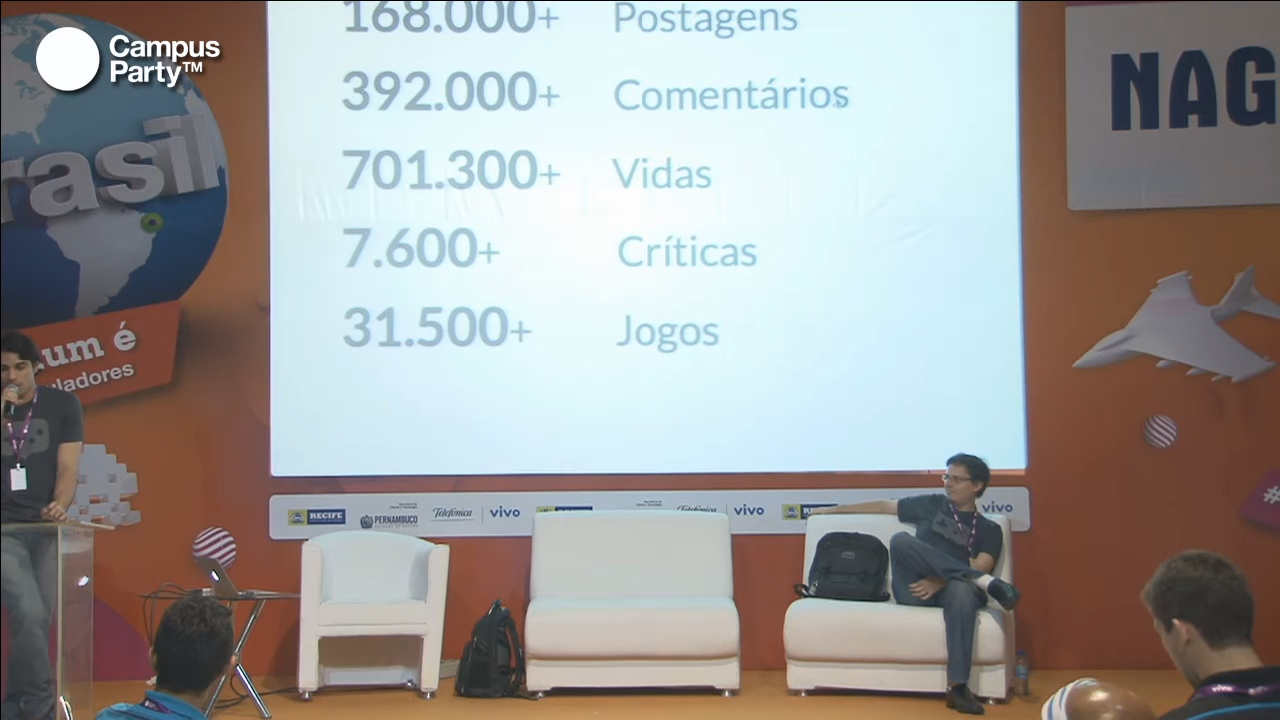 Campus
Party™
168.000+ Postagens
392.000+ Comentários
701.300+ Vidas
7.600+ Críticas
31.500+ Jogos
NAG
rasil
um é
uladores
RECIFE
PERNAMBUCO
Telefônica
vivo
Telefônica
vivo
vivo
#